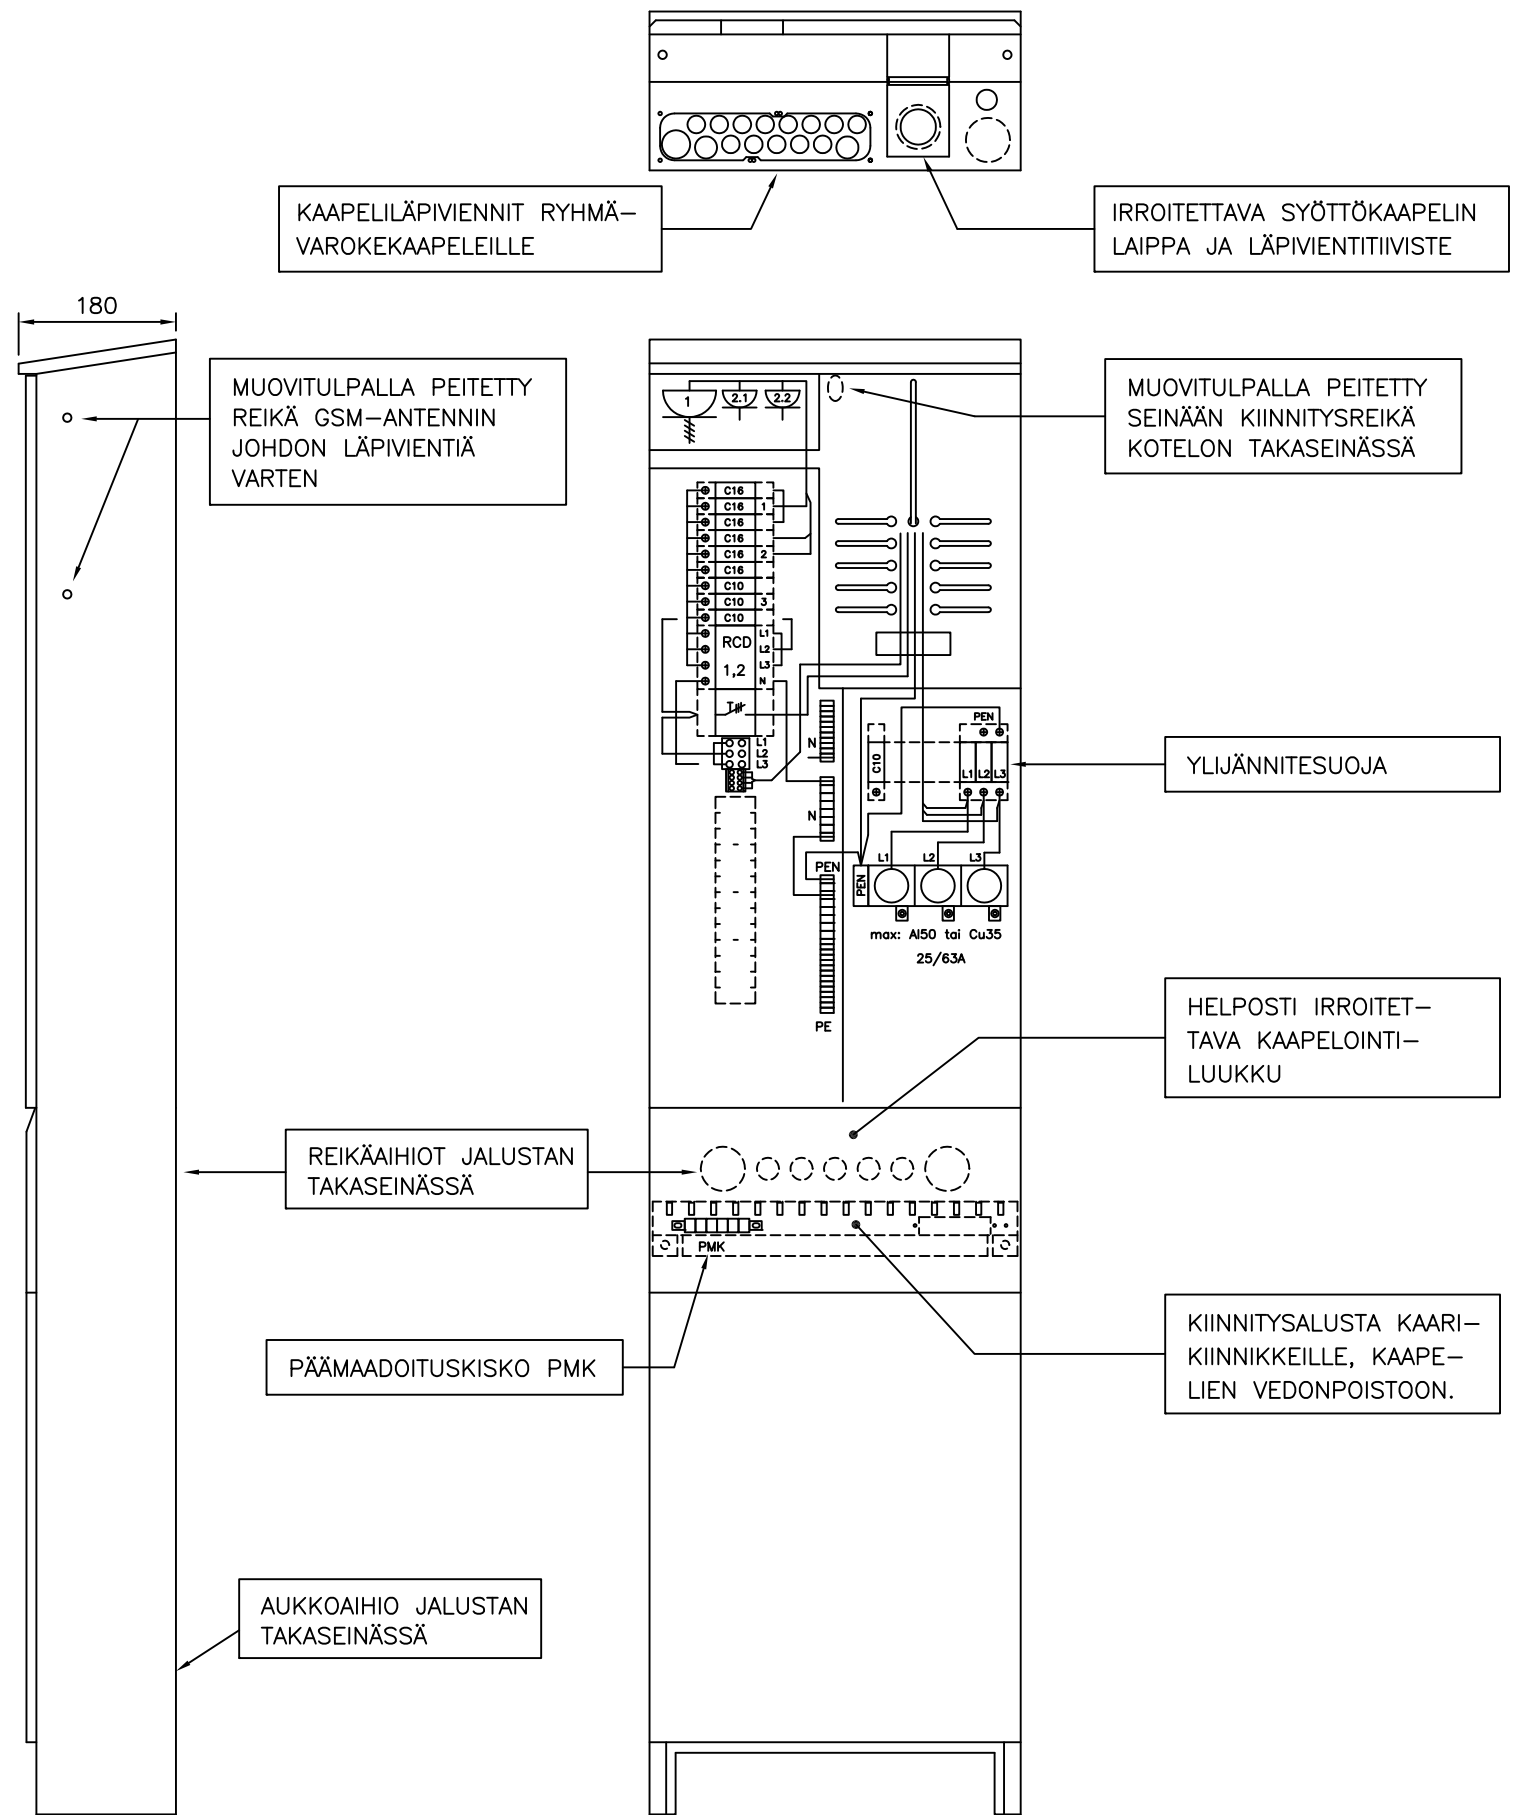 KAAPELILÄPIVIENNIT RYHMÄ-
VAROKEKAAPELEILLE
IRROITETTAVA SYÖTTÖKAAPELIN
LAIPPA JA LÄPIVIENTITIIVISTE
180
MUOVITULPALLA PEITETTY
REIKÄ GSM-ANTENNIN
JOHDON LÄPIVIENTIÄ
VARTEN
MUOVITULPALLA PEITETTY
SEINÄÄN KIINNITYSREIKÄ
KOTELON TAKASEINÄSSÄ
1
2.1
2.2
C16
C16 1
C16
C16
C16 2
C16
C10
C10 3
C10
RCD
1,2
L1
L2
L3
N
T
L1
L2
L3
N
N
PEN
PE
C10
PEN
L1 L2 L3
YLIJÄNNITESUOJA
L1 L2 L3
PEN
max: Al50 tai Cu35
25/63A
HELPOSTI IRROITET-
TAVA KAAPELOINTI-
LUUKKU
REIKÄAIHIOT JALUSTAN
TAKASEINÄSSÄ
PMK
PÄÄMAADOITUSKISKO PMK
KIINNITYSALUSTA KAARI-
KIINNIKKEILLE, KAAPE-
LIEN VEDONPOISTOON.
AUKKOAIHIO JALUSTAN
TAKASEINÄSSÄ